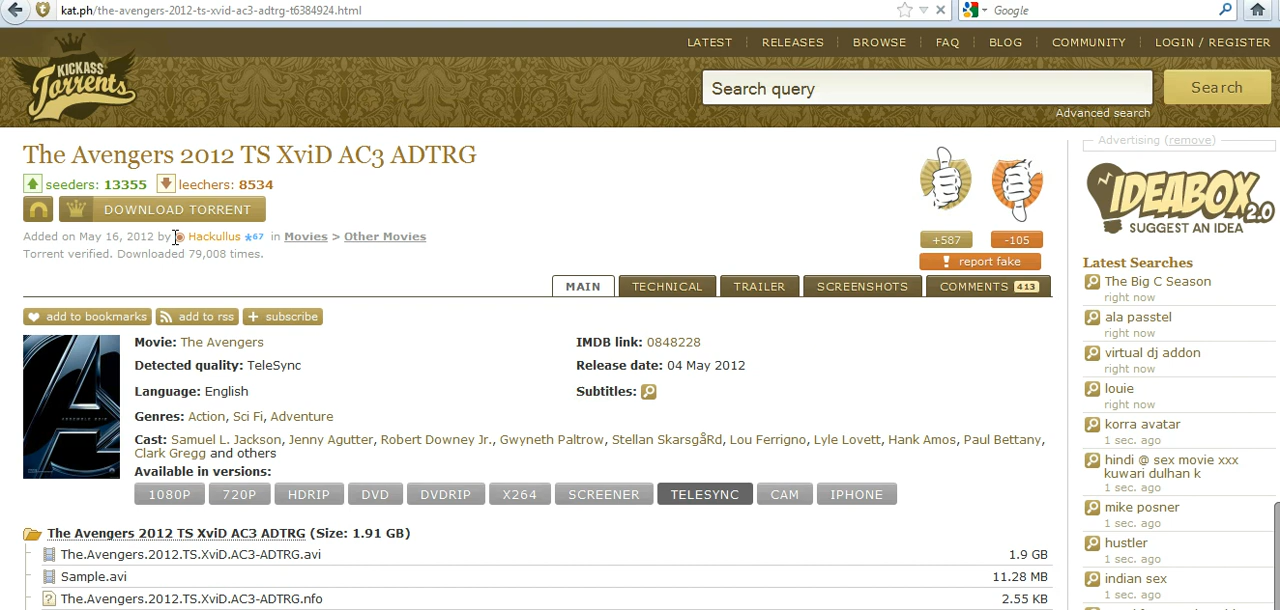 kat.ph/the-avengers-2012-ts-xvid-ac3-adtrg-t6384924.html
Google
KICKASS
Torrents
LATEST RELEASES BROWSE FAQ BLOG COMMUNITY LOGIN / REGISTER
Search query
Search
Advanced search
The Avengers 2012 TS XviD AC3 ADTRG
seeders: 13355 leechers: 8534
DOWNLOAD TORRENT
Added on May 16, 2012 by Hackullus 67 in Movies > Other Movies
Torrent verified. Downloaded 79,008 times.
+587 -105
! report fake
MAIN TECHNICAL TRAILER SCREENSHOTS COMMENTS 413
add to bookmarks add to rss + subscribe
Movie: The Avengers
Detected quality: TeleSync
Language: English
Genres: Action, Sci Fi, Adventure
IMDB link: 0848228
Release date: 04 May 2012
Subtitles:
Cast: Samuel L. Jackson, Jenny Agutter, Robert Downey Jr., Gwyneth Paltrow, Stellan SkarsgåRd, Lou Ferrigno, Lyle Lovett, Hank Amos, Paul Bettany,
Clark Gregg and others
Available in versions:
1080P 720P HDRIP DVD DVDRIP X264 SCREENER TELESYNC CAM IPHONE
The Avengers 2012 TS XviD AC3 ADTRG (Size: 1.91 GB)
The.Avengers.2012.TS.XviD.AC3-ADTRG.avi 1.9 GB
Sample.avi 11.28 MB
The.Avengers.2012.TS.XviD.AC3-ADTRG.nfo 2.55 KB
Advertising (remove)
IDEABOX 2.0
SUGGEST AN IDEA
Latest Searches
The Big C Season
right now
ala passtel
right now
virtual dj addon
right now
louie
right now
korra avatar
1 sec. ago
hindi @ sex movie xxx
kuwari dulhan k
1 sec. ago
mike posner
1 sec. ago
hustler
1 sec. ago
indian sex
1 sec. ago